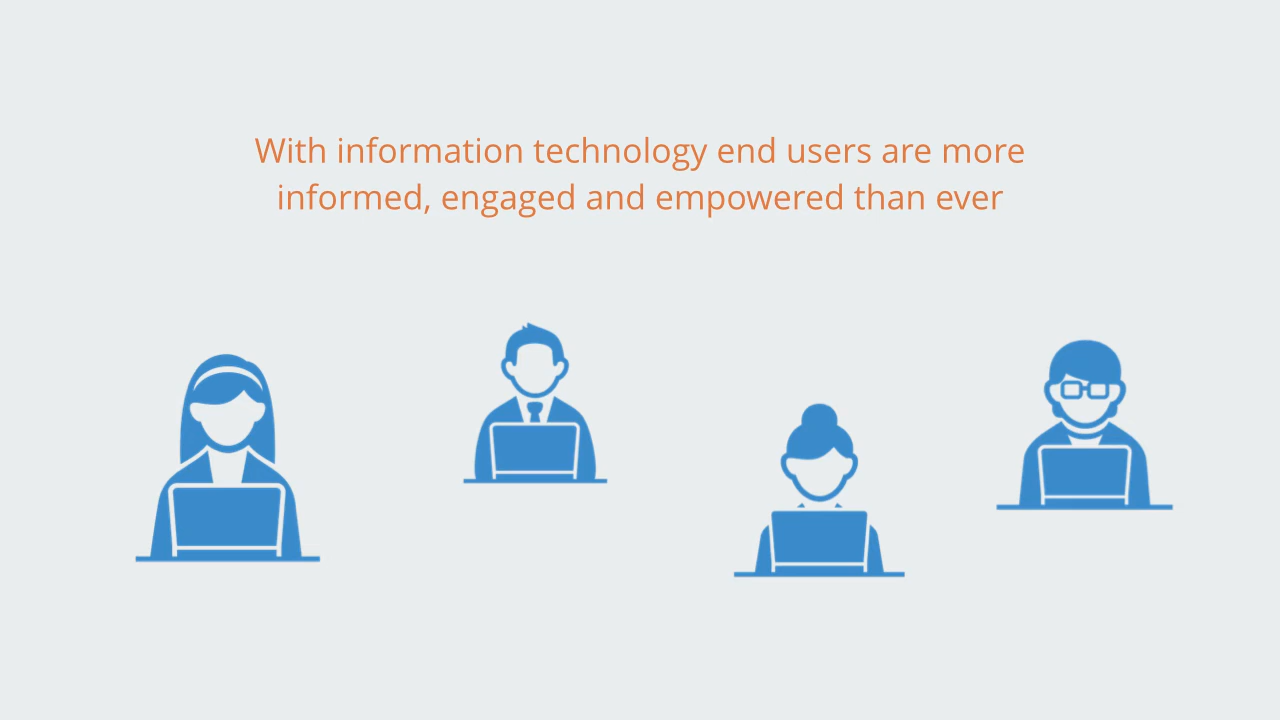 With information technology end users are more
informed, engaged and empowered than ever